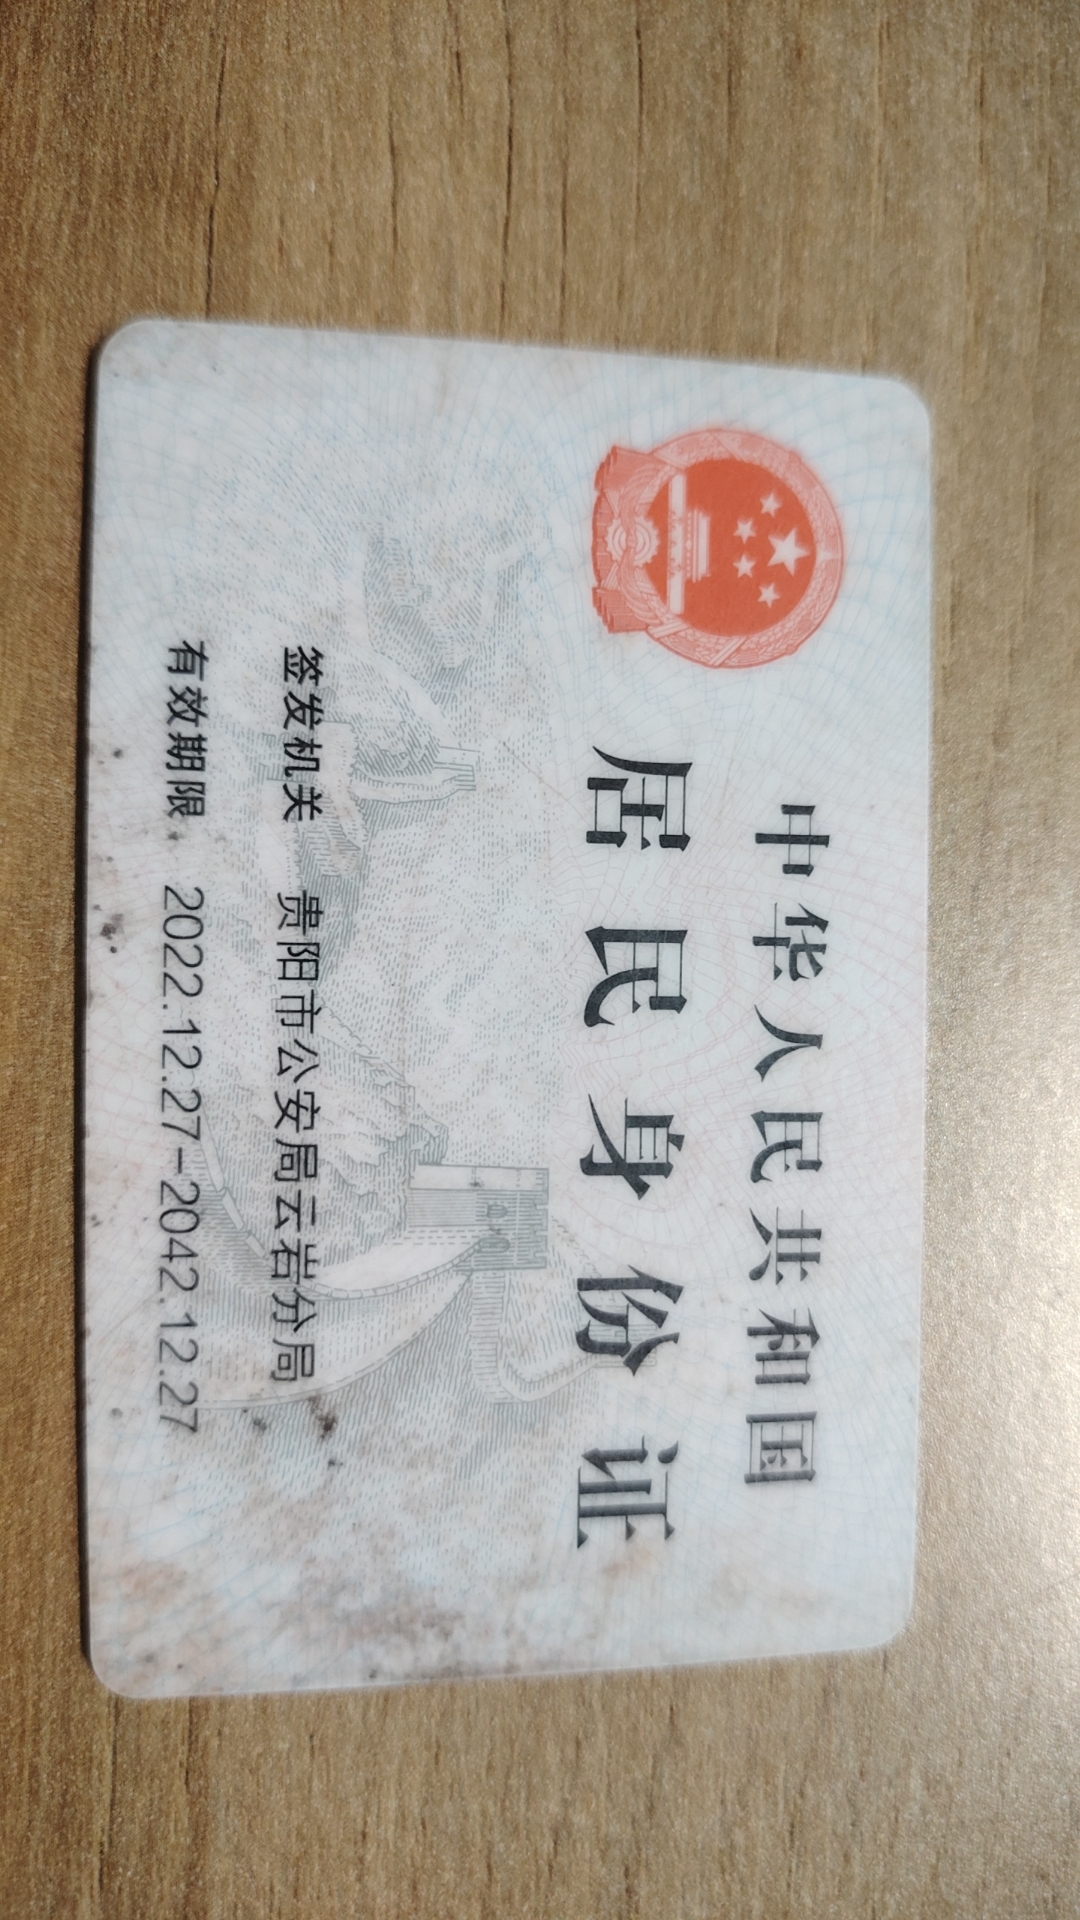 中华人民共和国
居民身份证
签发机关 贵阳市公安局云岩分局
有效期限 2022.12.27-2042.12.27